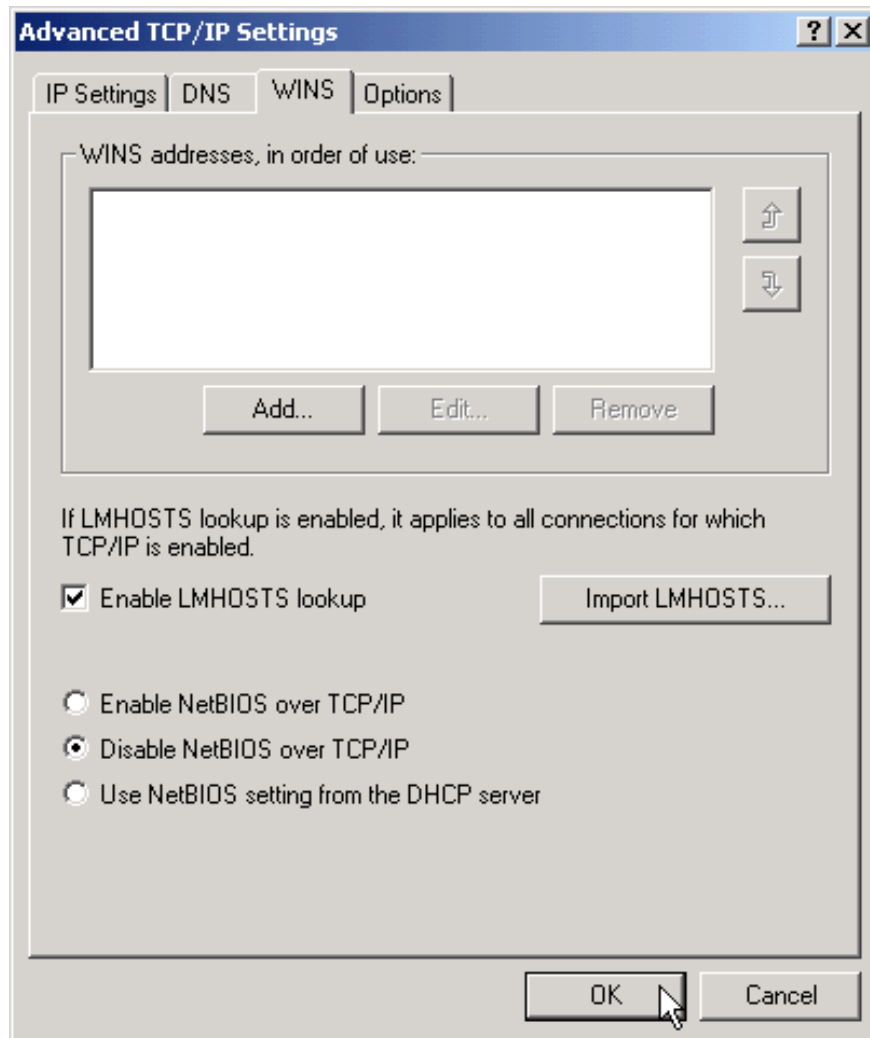 Advanced TCP/IP Settings
IP Settings DNS WINS Options
WINS addresses, in order of use:
Add... Edit... Remove
If LMHOSTS lookup is enabled, it applies to all connections for which
TCP/IP is enabled.
Enable LMHOSTS lookup Import LMHOSTS...
Enable NetBIOS over TCP/IP
Disable NetBIOS over TCP/IP
Use NetBIOS setting from the DHCP server
OK Cancel